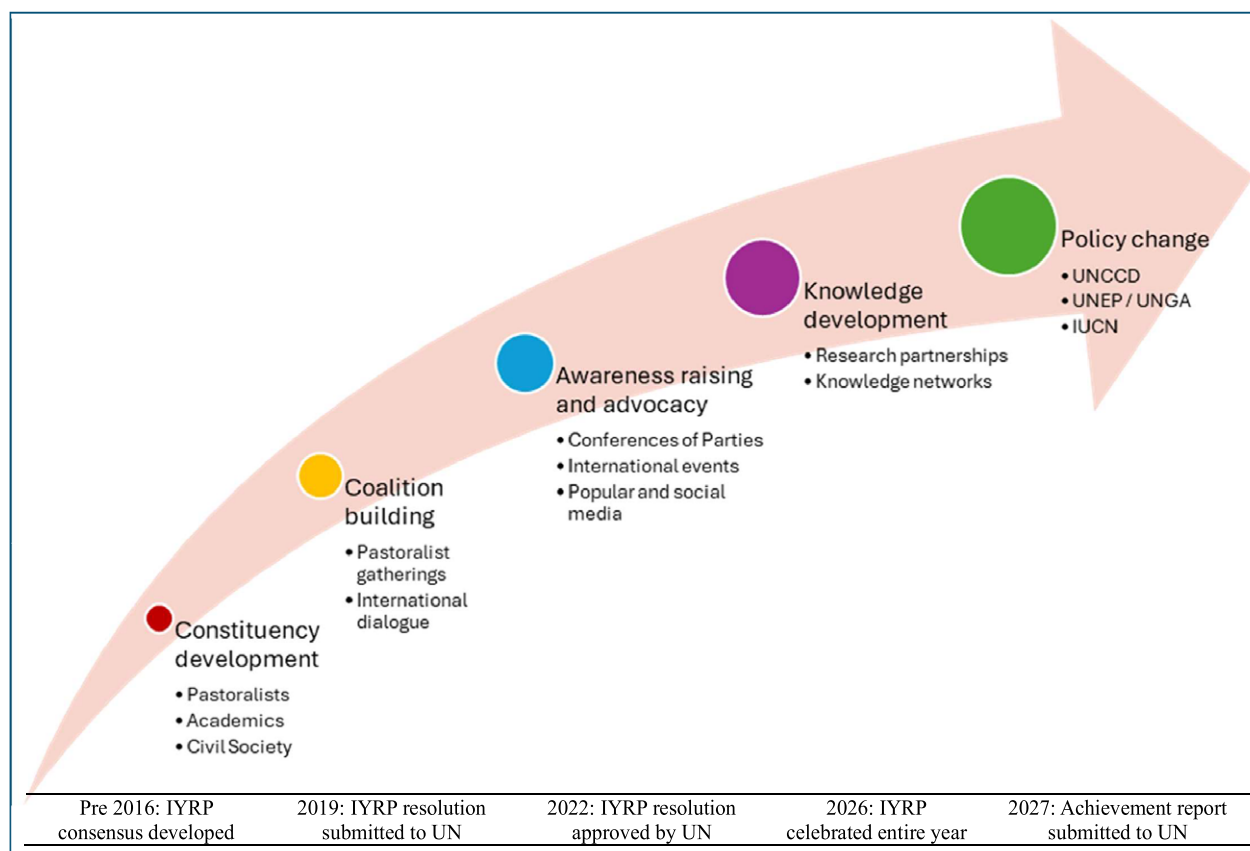 Policy change
• UNCCD
• UNEP / UNGA
• IUCN
Knowledge
development
• Research partnerships
• Knowledge networks
Awareness raising
and advocacy
• Conferences of Parties
• International events
• Popular and social
media
Coalition
building
• Pastoralist
gatherings
• International
dialogue
Constituency
development
• Pastoralists
• Academics
• Civil Society
Pre 2016: IYRP
consensus developed
2019: IYRP resolution
submitted to UN
2022: IYRP resolution
approved by UN
2026: IYRP
celebrated entire year
2027: Achievement report
submitted to UN